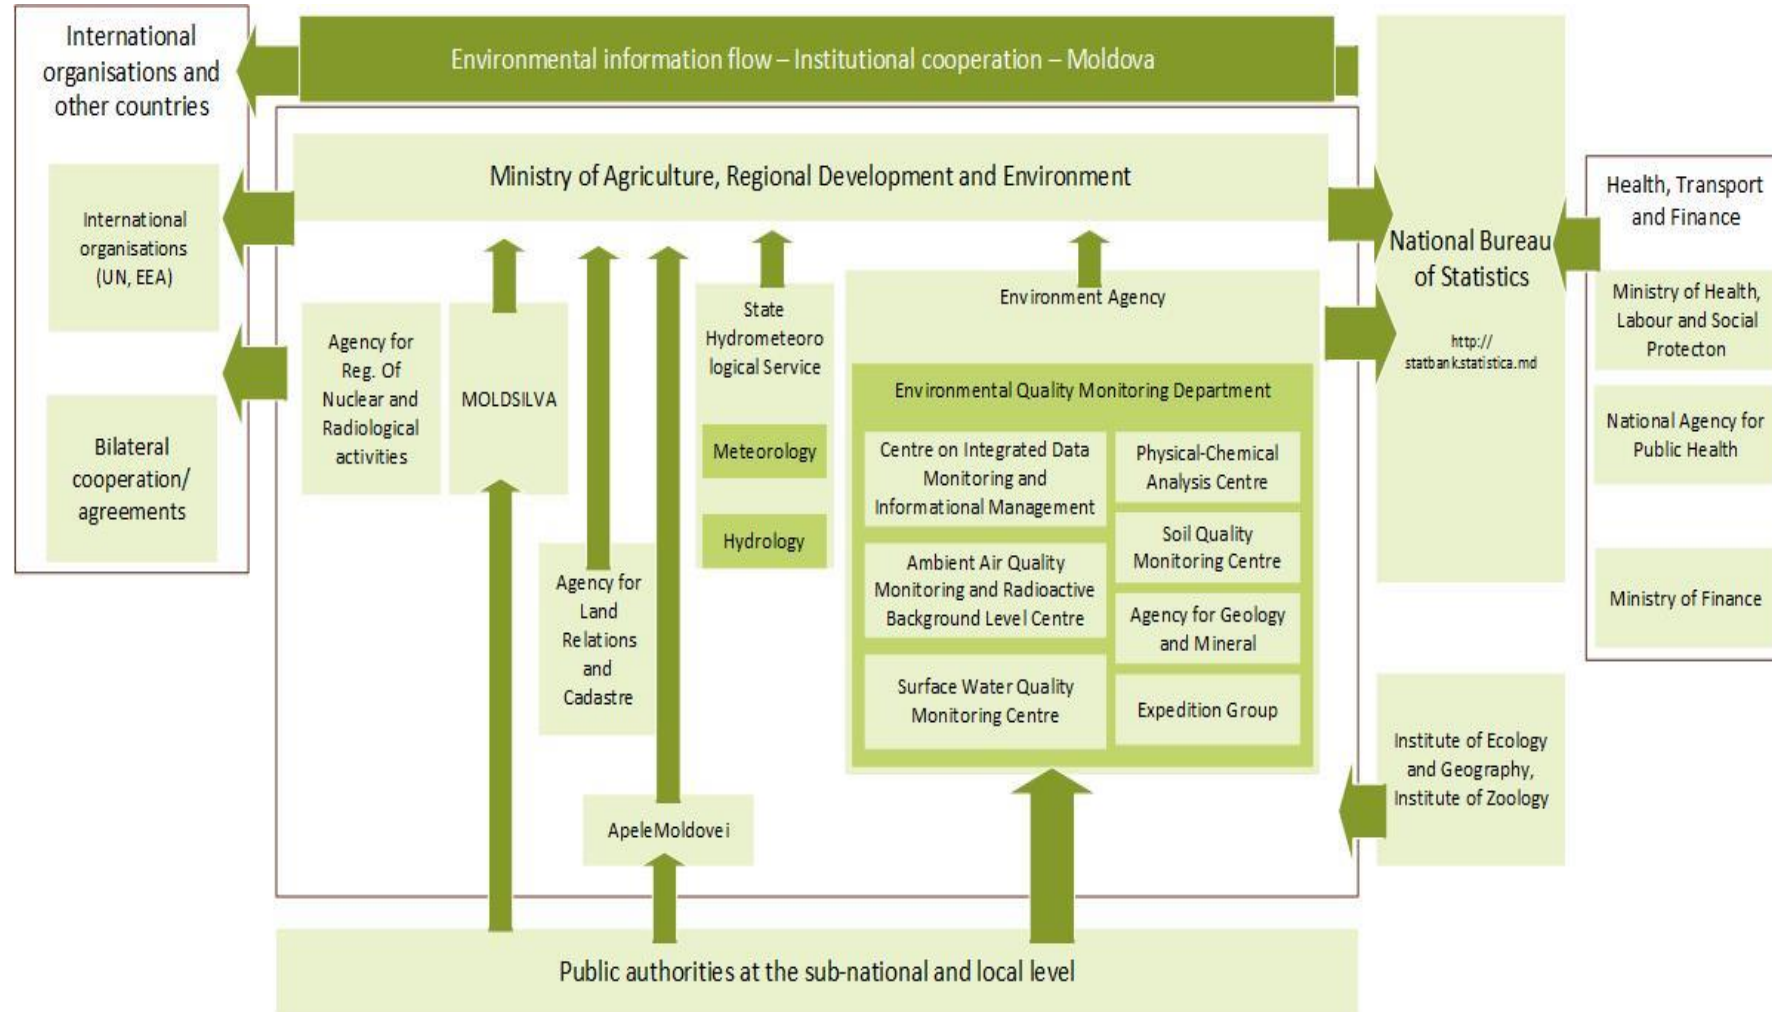 International
organisations and
other countries
International
organisations
(UN, EEA)
Bilateral
cooperation/
agreements
Environmental information flow – Institutional cooperation – Moldova
Ministry of Agriculture, Regional Development and Environment
Agency for
Reg. Of
Nuclear and
Radiological
activities
MOLDSILVA
Agency for
Land
Relations
and
Cadastre
ApeleMoldovei
State
Hydrometeoro
logical Service
Meteorology
Hydrology
Environment Agency
Environmental Quality Monitoring Department
Centre on Integrated Data
Monitoring and
Informational Management
Ambient Air Quality
Monitoring and Radioactive
Background Level Centre
Surface Water Quality
Monitoring Centre
Physical-Chemical
Analysis Centre
Soil Quality
Monitoring Centre
Agency for Geology
and Mineral
Expedition Group
Public authorities at the sub-national and local level
National Bureau
of Statistics
http://
statbank.statistica.md
Institute of Ecology
and Geography,
Institute of Zoology
Health, Transport
and Finance
Ministry of Health,
Labour and Social
Protecton
National Agency for
Public Health
Ministry of Finance